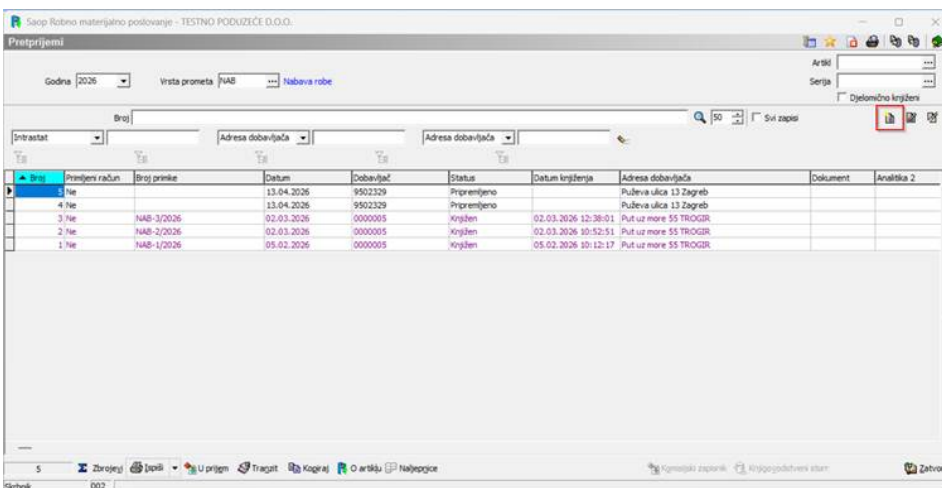 Saop Robno materijalno poslovanje - TESTNO PODUZEĆE D.O.O.
Pretprijemi
Godina 2026 Vrsta prometa NAB Nabava robe
Artikl
Serija
Djelomično knjiženi
Broj 50 Svi zapisi
Intrastat Adresa dobavljača Adresa dobavljača
Broj Primljeni račun Broj primke Datum Dobavljač Status Datum knjiženja Adresa dobavljača Dokument Analitika 2
5 Ne 13.04.2026 9502329 Pripremljeno Puževa ulica 13 Zagreb
4 Ne 13.04.2026 9502329 Pripremljeno Puževa ulica 13 Zagreb
3 Ne NAB-3/2026 02.03.2026 0000005 Knjižen 02.03.2026 12:38:01 Put uz more 55 TROGIR
2 Ne NAB-2/2026 02.03.2026 0000005 Knjižen 02.03.2026 10:52:51 Put uz more 55 TROGIR
1 Ne NAB-1/2026 05.02.2026 0000005 Knjižen 05.02.2026 10:12:17 Put uz more 55 TROGIR
5 Zbrojevi Ispiši U prijem Tranzit Kopiraj O artiklu Naljepnice Komisijski zapisnik Zatvo
Skrbnik 002